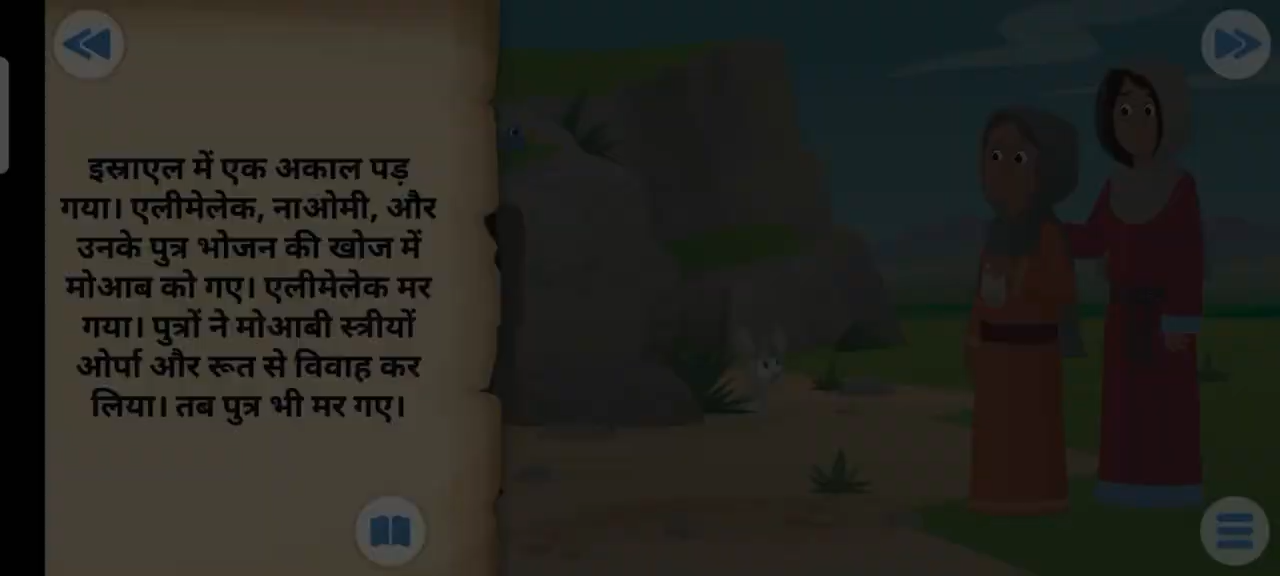 इस्राएल में एक अकाल पड़
गया। एलीमेलेक, नाओमी, और
उनके पुत्र भोजन की खोज में
मोआब को गए। एलीमेलेक मर
गया। पुत्रों ने मोआबी स्त्रीयों
ओर्पा और रूत से विवाह कर
लिया। तब पुत्र भी मर गए।